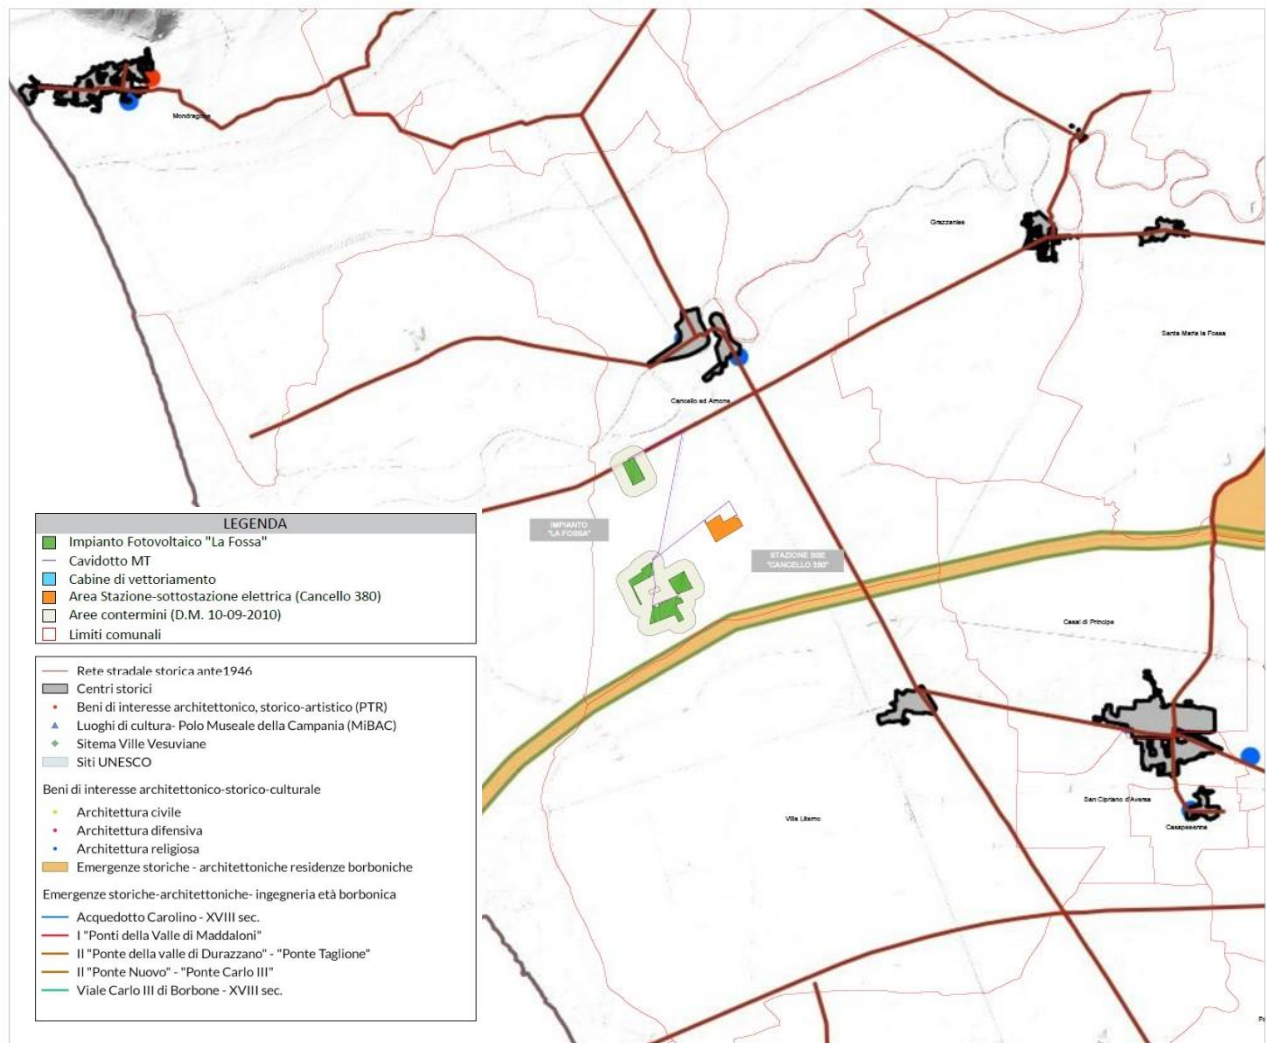 Mondragone
Grazzanise
Santa Maria la Fossa
Cancello ed Arnone
IMPIANTO
"LA FOSSA"
STAZIONE SSE
"CANCELLO 380"
Casal di Principe
San Cipriano d'Aversa
Casapesenna
Villa Literno
LEGENDA
Impianto Fotovoltaico "La Fossa"
Cavidotto MT
Cabine di vettoriamento
Area Stazione-sottostazione elettrica (Cancello 380)
Aree contermini (D.M. 10-09-2010)
Limiti comunali
Rete stradale storica ante1946
Centri storici
Beni di interesse architettonico, storico-artistico (PTR)
Luoghi di cultura- Polo Museale della Campania (MiBAC)
Sitema Ville Vesuviane
Siti UNESCO
Beni di interesse architettonico-storico-culturale
Architettura civile
Architettura difensiva
Architettura religiosa
Emergenze storiche - architettoniche residenze borboniche
Emergenze storiche-architettoniche- ingegneria età borbonica
Acquedotto Carolino - XVIII sec.
I "Ponti della Valle di Maddaloni"
Il "Ponte della valle di Durazzano" - "Ponte Taglione"
Il "Ponte Nuovo" - "Ponte Carlo III"
Viale Carlo III di Borbone - XVIII sec.